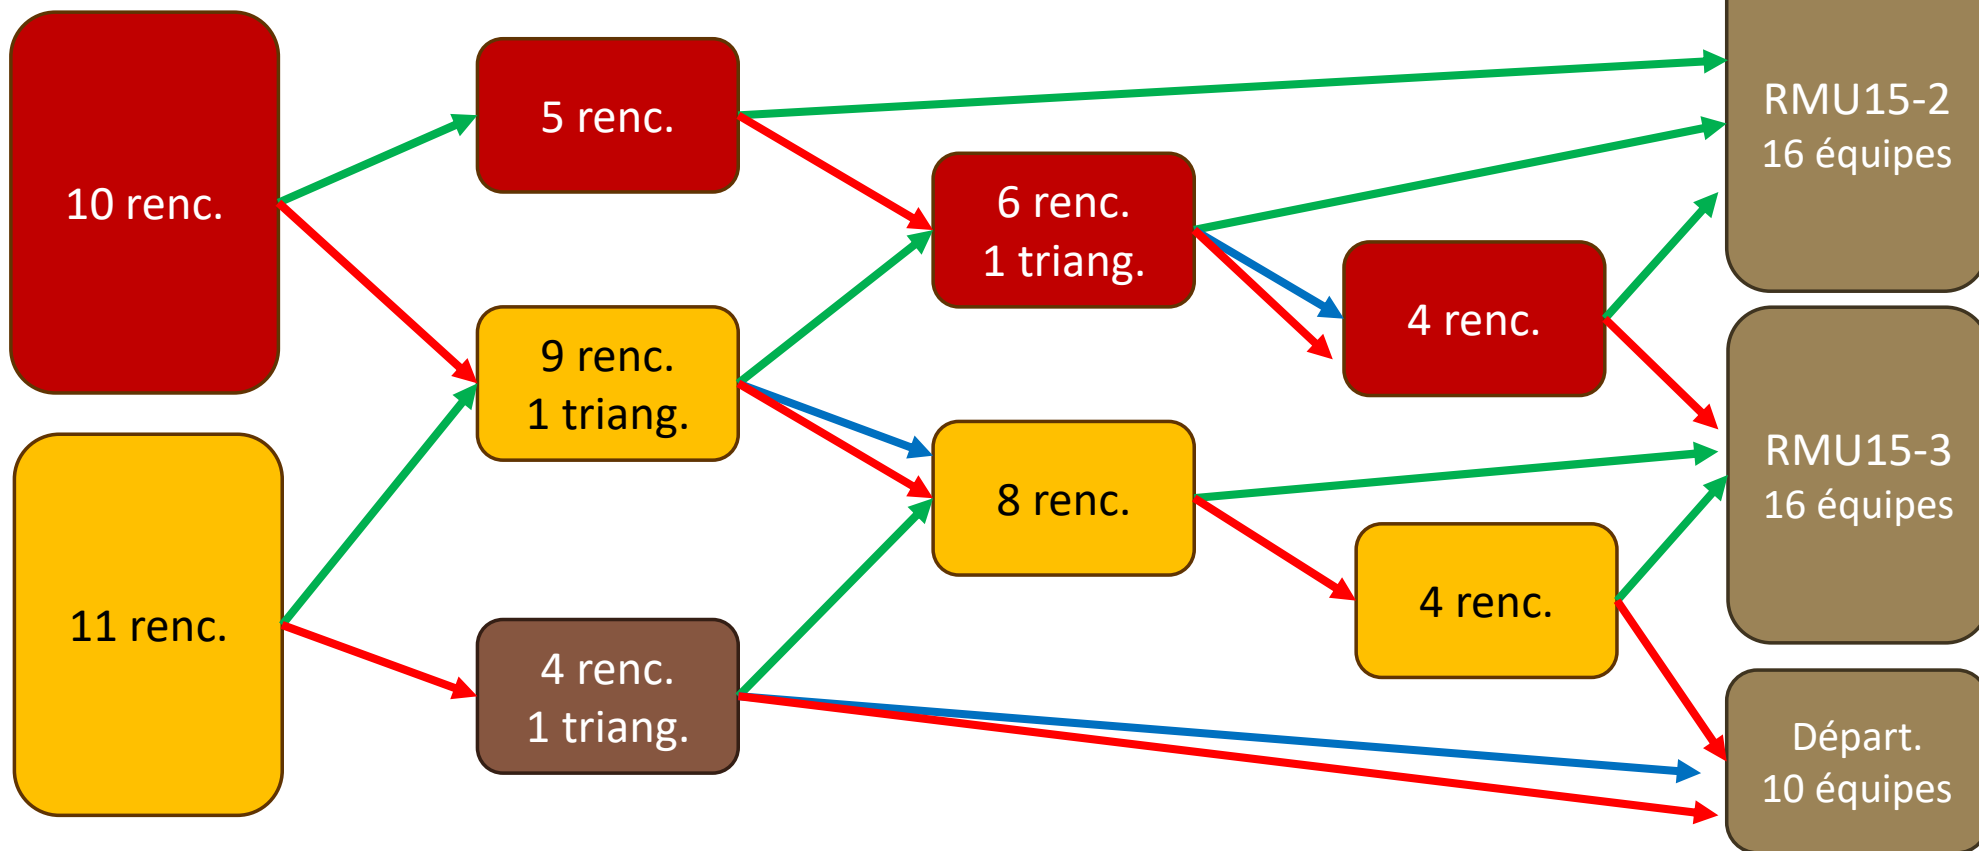 10 renc.
11 renc.
5 renc.
9 renc.
1 triang.
4 renc.
1 triang.
6 renc.
1 triang.
8 renc.
4 renc.
4 renc.
RMU15-2
16 équipes
RMU15-3
16 équipes
Départ.
10 équipes